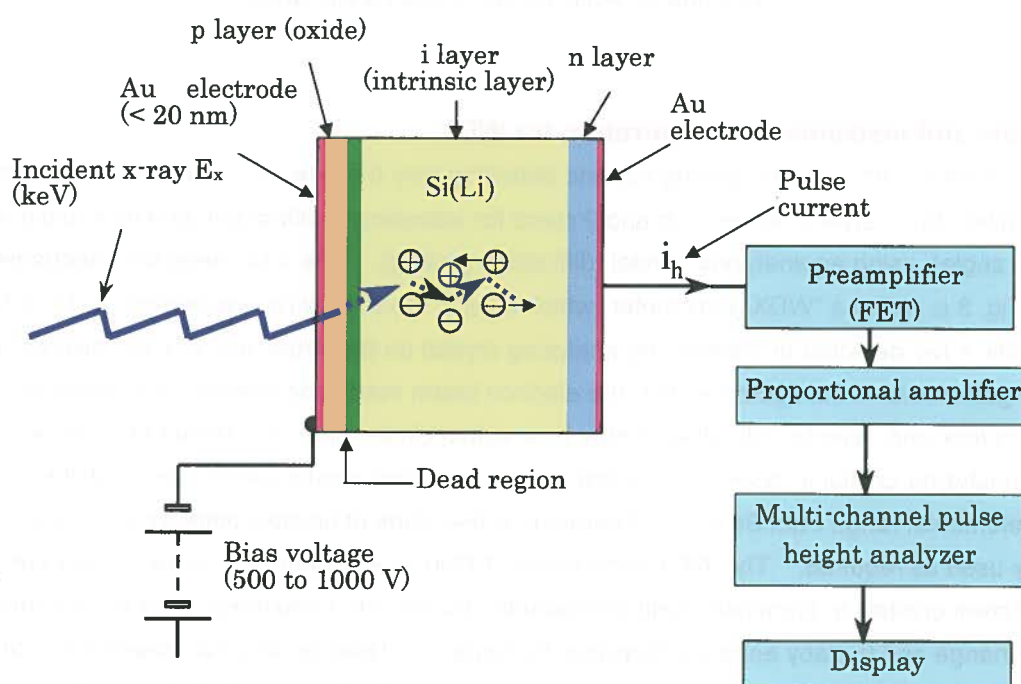 p layer (oxide)
i layer
(intrinsic layer)
n layer
Au electrode
(< 20 nm)
Au
electrode
Incident x-ray Eₓ
(keV)
Si(Li)
Pulse
current
iₕ
Preamplifier
(FET)
Proportional amplifier
Dead region
Multi-channel pulse
height analyzer
Bias voltage
(500 to 1000 V)
Display